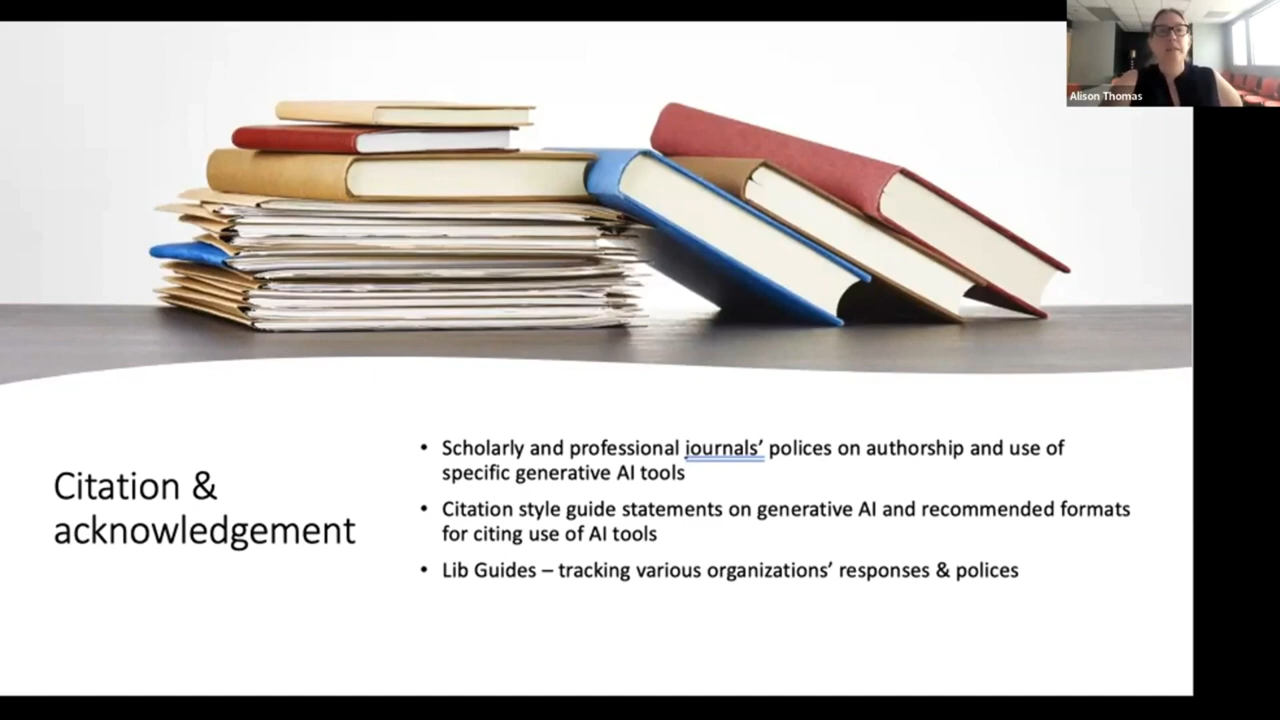 Alison Thomas
Citation &
acknowledgement
• Scholarly and professional journals’ polices on authorship and use of
specific generative AI tools
• Citation style guide statements on generative AI and recommended formats
for citing use of AI tools
• Lib Guides – tracking various organizations’ responses & polices